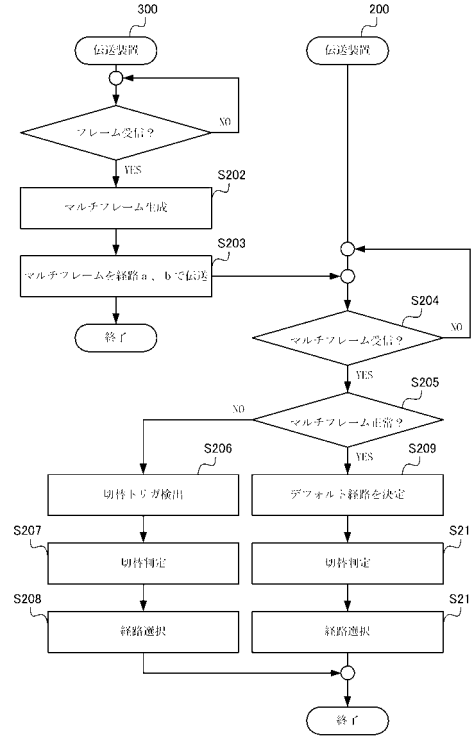 300
200
伝送装置
伝送装置
フレーム受信？
NO
YES
S202
マルチフレーム生成
S203
マルチフレームを経路a、bで伝送
終了
S204
マルチフレーム受信？
NO
YES
S205
マルチフレーム正常？
NO
YES
S206
切替トリガ検出
S209
デフォルト経路を決定
S207
切替判定
S21
切替判定
S208
経路選択
S21
経路選択
終了